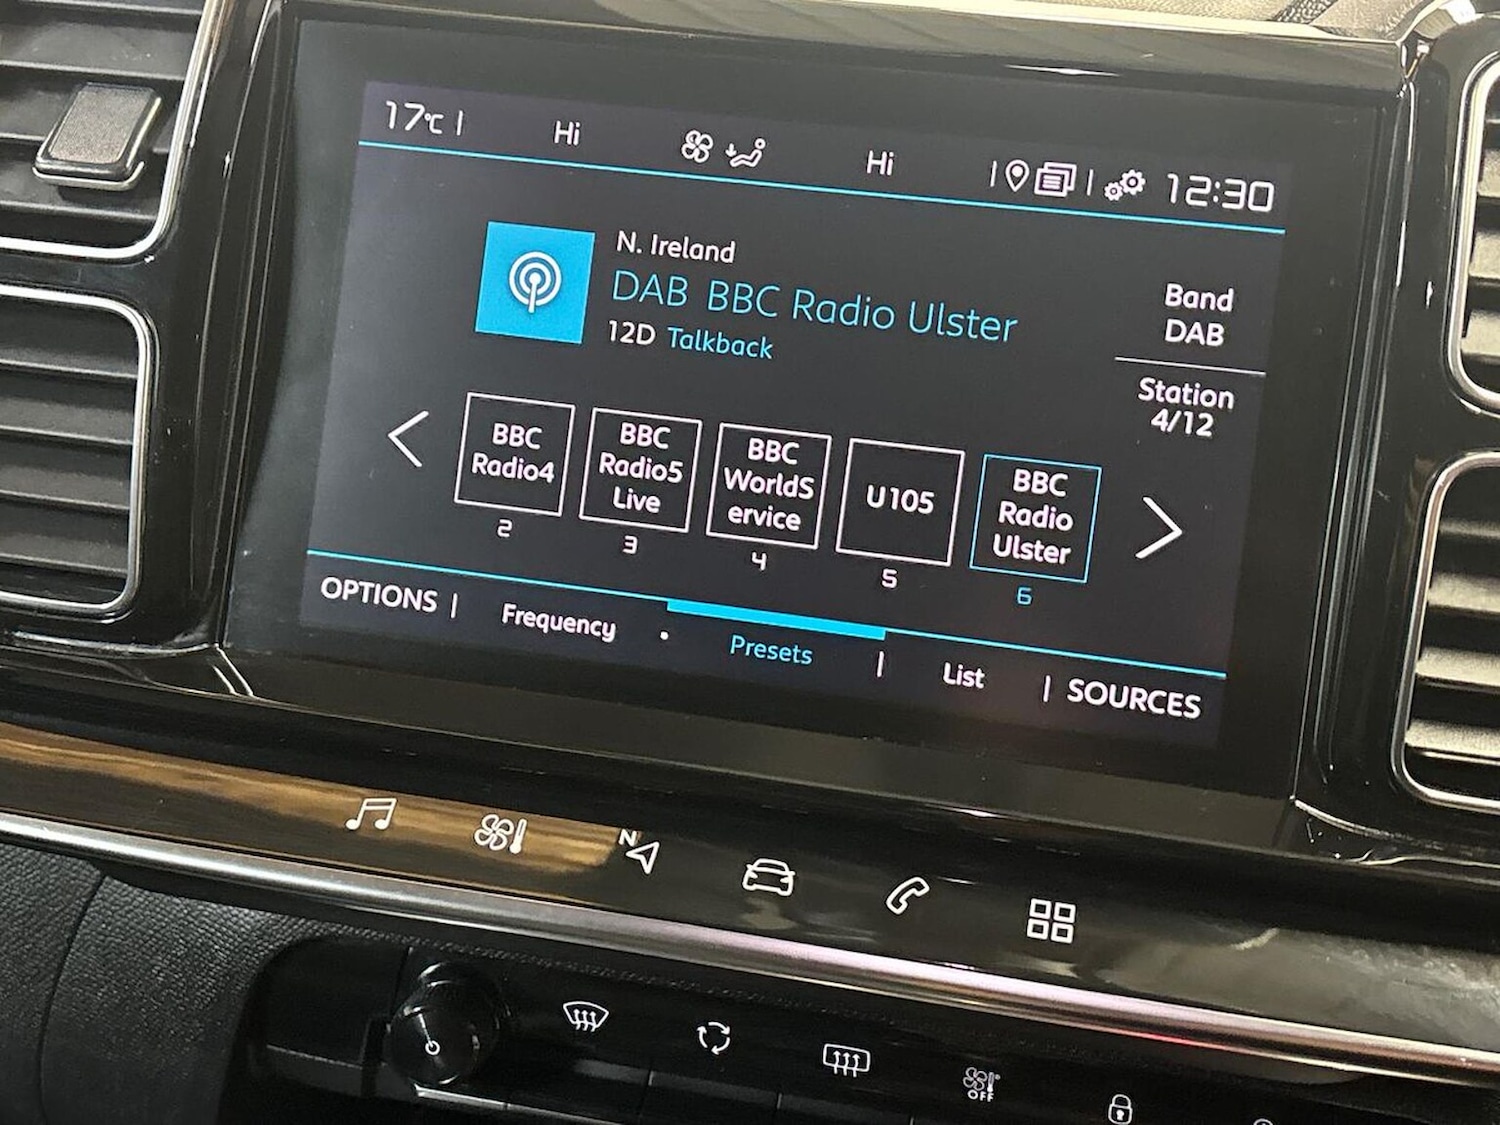 17°C
Hi
Hi
12:30
N. Ireland
DAB BBC Radio Ulster
12D Talkback
Band
DAB
Station
4/12
BBC
Radio4
2
BBC
Radio5
Live
3
BBC
WorldS
ervice
4
U105
5
BBC
Radio
Ulster
6
OPTIONS
Frequency
Presets
List
SOURCES
N
OFF